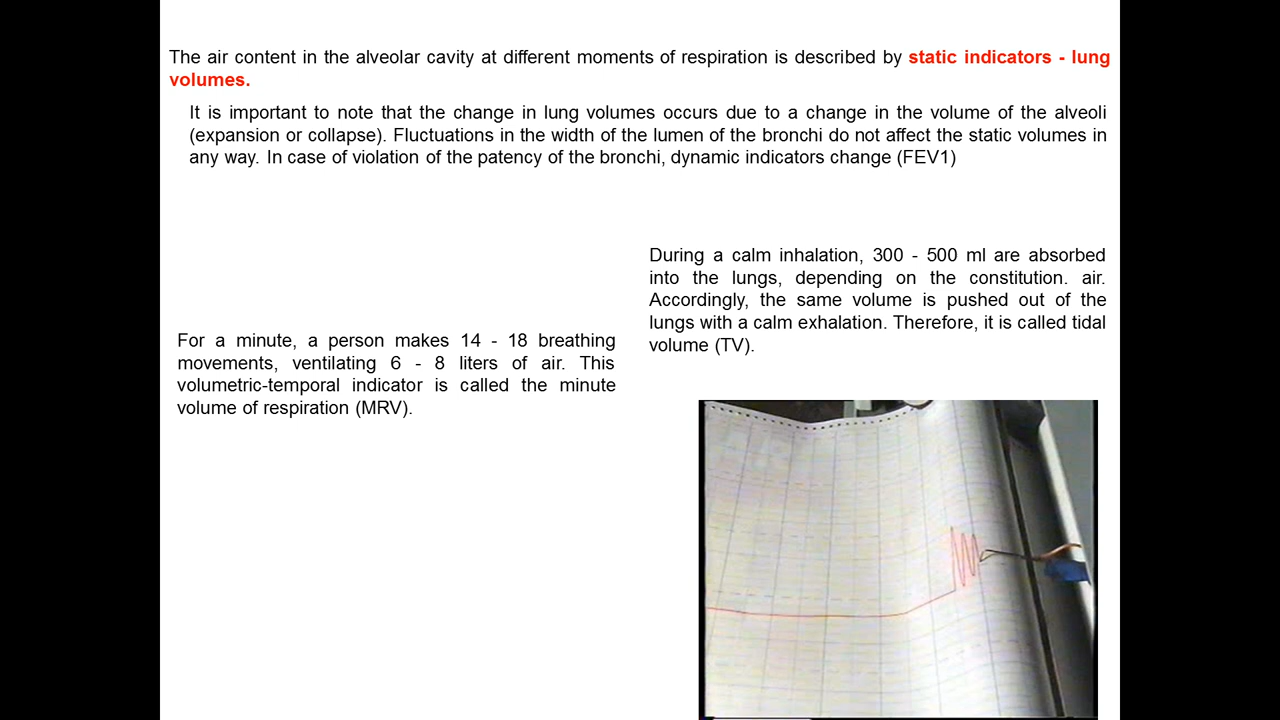 The air content in the alveolar cavity at different moments of respiration is described by static indicators - lung
volumes.
It is important to note that the change in lung volumes occurs due to a change in the volume of the alveoli
(expansion or collapse). Fluctuations in the width of the lumen of the bronchi do not affect the static volumes in
any way. In case of violation of the patency of the bronchi, dynamic indicators change (FEV1)
During a calm inhalation, 300 - 500 ml are absorbed
into the lungs, depending on the constitution. air.
Accordingly, the same volume is pushed out of the
lungs with a calm exhalation. Therefore, it is called tidal
volume (TV).
For a minute, a person makes 14 - 18 breathing
movements, ventilating 6 - 8 liters of air. This
volumetric-temporal indicator is called the minute
volume of respiration (MRV).